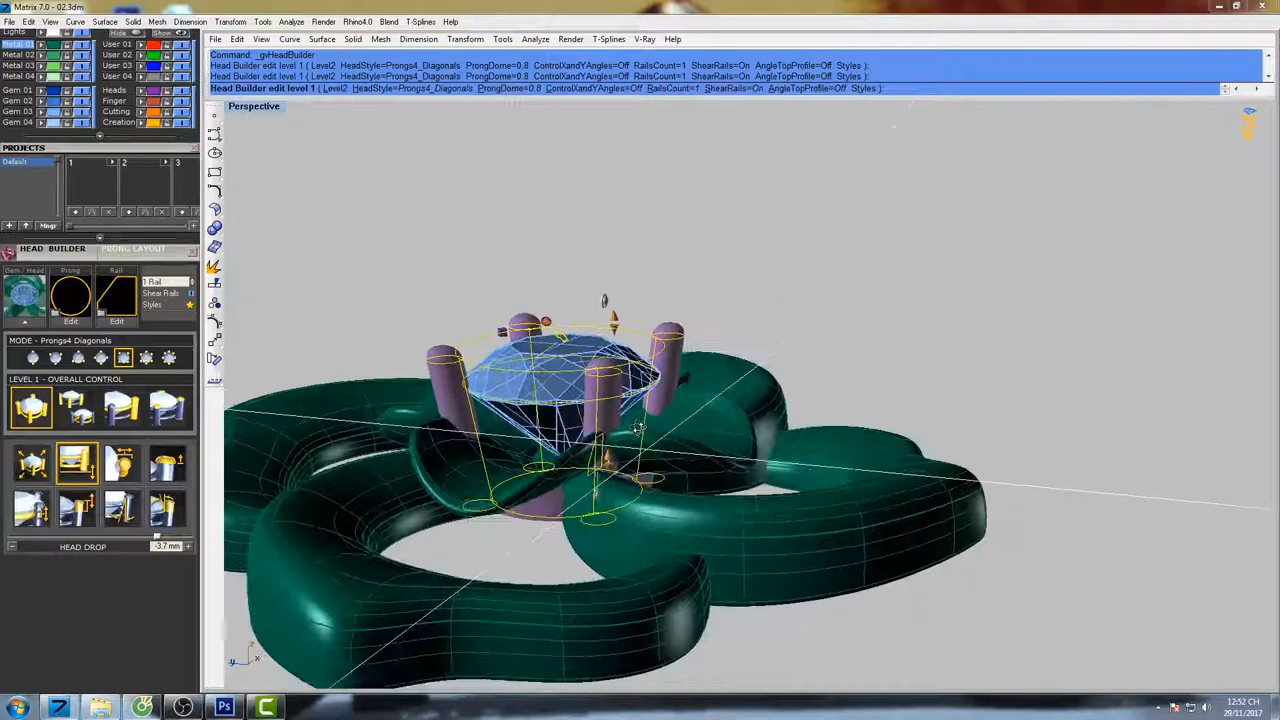 Matrix 7.0 - 02.3dm
File Edit View Curve Surface Solid Mesh Dimension Transform Tools Analyze Render Rhino4.0 Blend T-Splines Help
Lights Hide Show
Metal 01 User 01
Metal 02 User 02
Metal 03 User 03
Metal 04 User 04
Gem 01 Heads
Gem 02 Finger
Gem 03 Cutting
Gem 04 Creation
PROJECTS
Default 1 2 3
Mngr
HEAD BUILDER PRONG LAYOUT
Gem / Head Prong Rail
1 Rail
Shear Rails
Styles
Edit Edit
MODE - Prongs4 Diagonals
LEVEL 1 - OVERALL CONTROL
HEAD DROP -3.7 mm
File Edit View Curve Surface Solid Mesh Dimension Transform Tools Analyze Render T-Splines V-Ray Help
Command: _gvHeadBuilder
Head Builder edit level 1 ( Level2 HeadStyle=Prongs4_Diagonals ProngDome=0.8 ControlXandYAngles=Off RailsCount=1 ShearRails=On AngleTopProfile=Off Styles ):
Head Builder edit level 1 ( Level2 HeadStyle=Prongs4_Diagonals ProngDome=0.8 ControlXandYAngles=Off RailsCount=1 ShearRails=On AngleTopProfile=Off Styles ):
Head Builder edit level 1 ( Level2 HeadStyle=Prongs4_Diagonals ProngDome=0.8 ControlXandYAngles=Off RailsCount=1 ShearRails=On AngleTopProfile=Off Styles ):
Perspective
z
y x
Ps
12:52 CH
29/11/2017